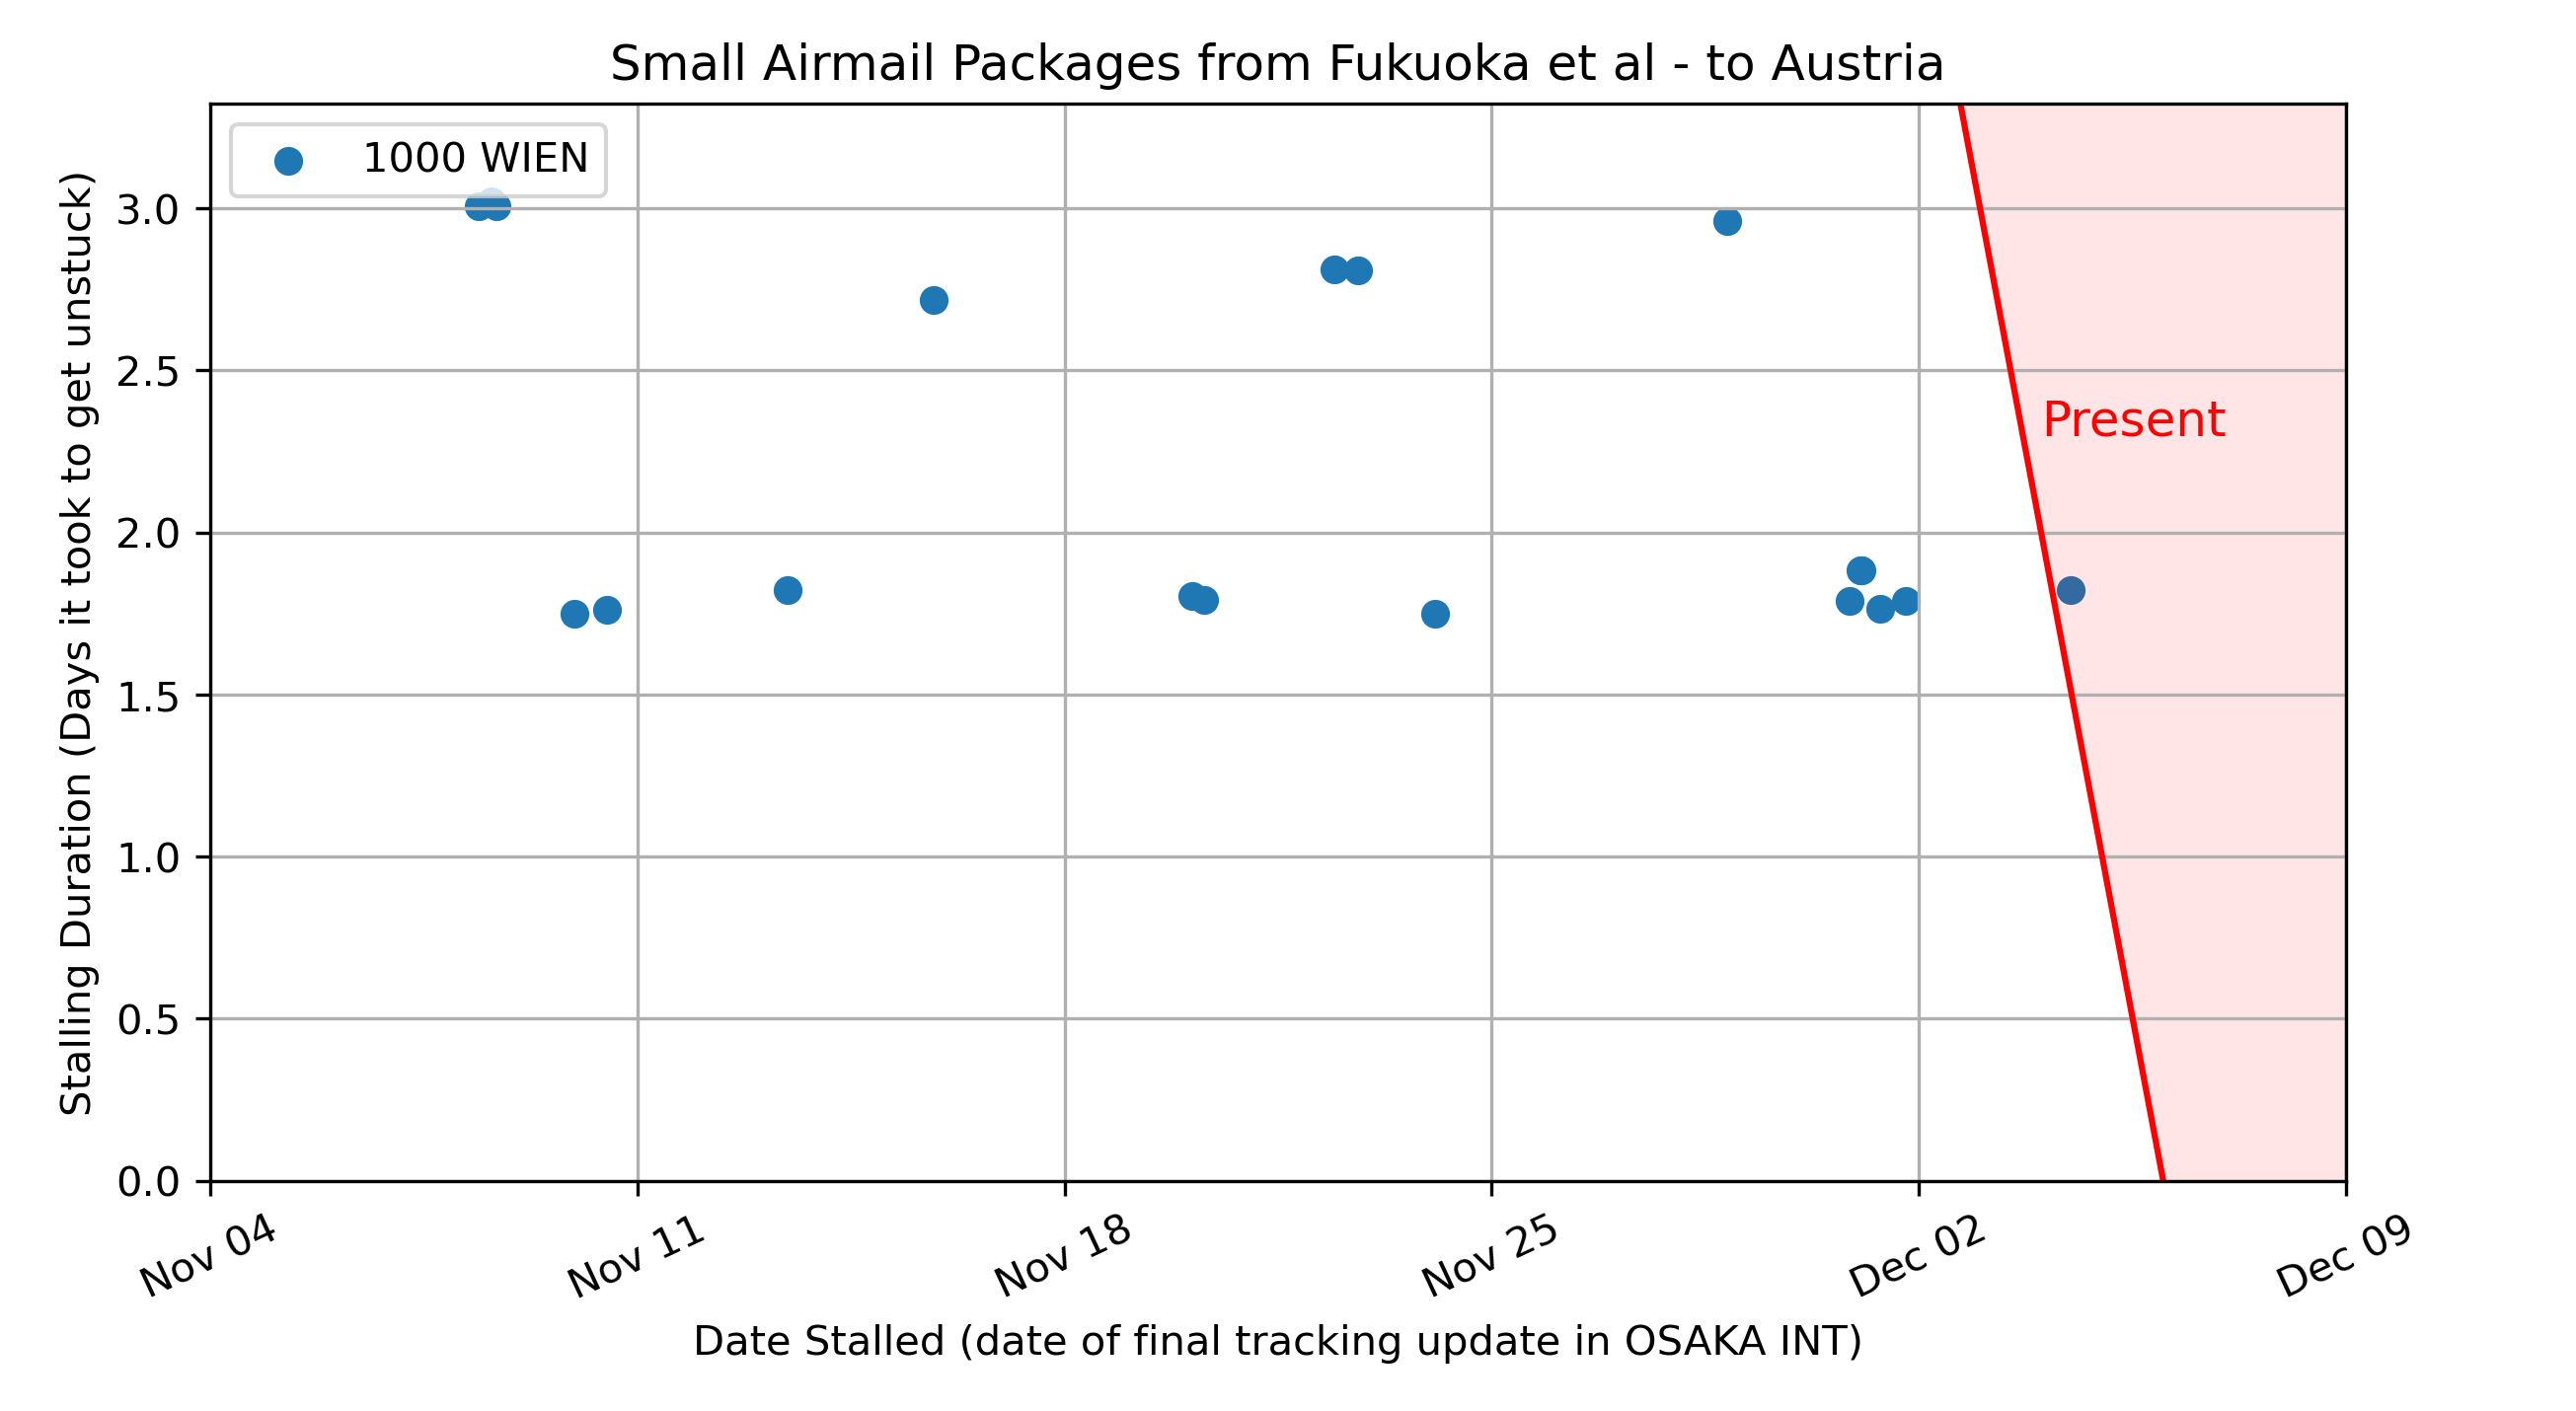 Small Airmail Packages from Fukuoka et al - to Austria
1000 WIEN
Stalling Duration (Days it took to get unstuck)
3.0
2.5
2.0
1.5
1.0
0.5
0.0
Present
Nov 04
Nov 11
Nov 18
Nov 25
Dec 02
Dec 09
Date Stalled (date of final tracking update in OSAKA INT)